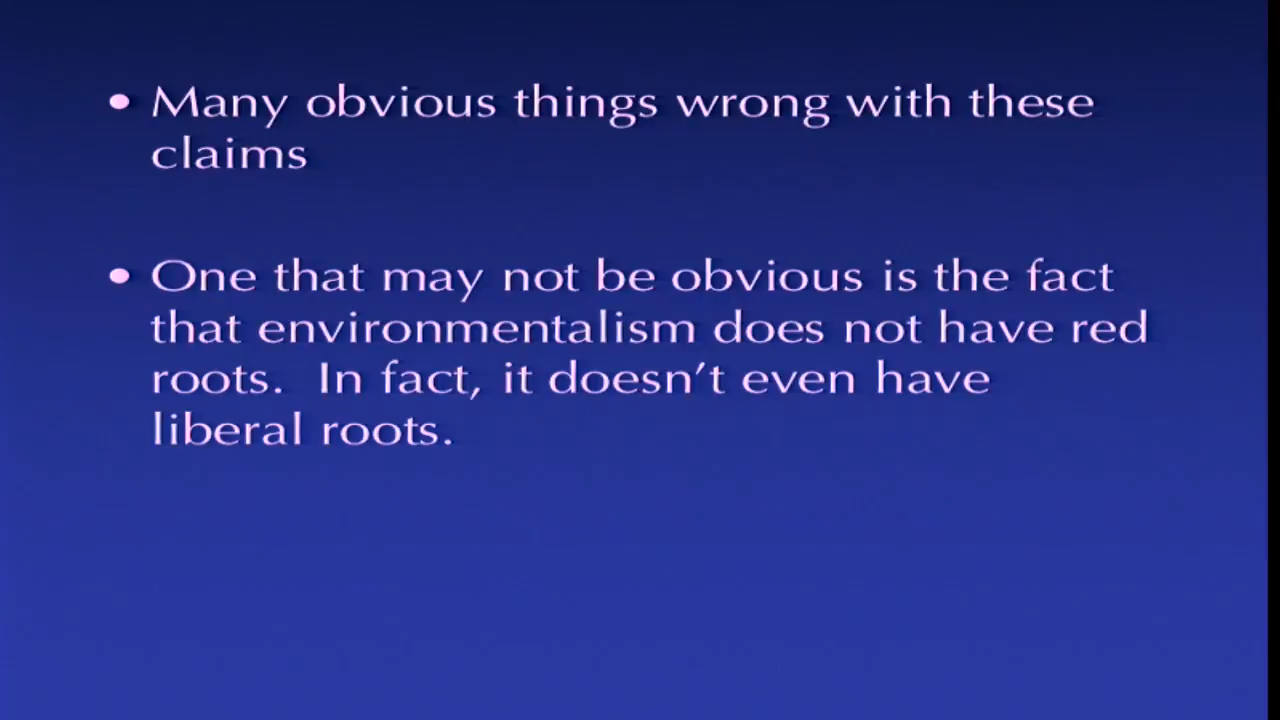 • Many obvious things wrong with these
claims
• One that may not be obvious is the fact
that environmentalism does not have red
roots.  In fact, it doesn’t even have
liberal roots.